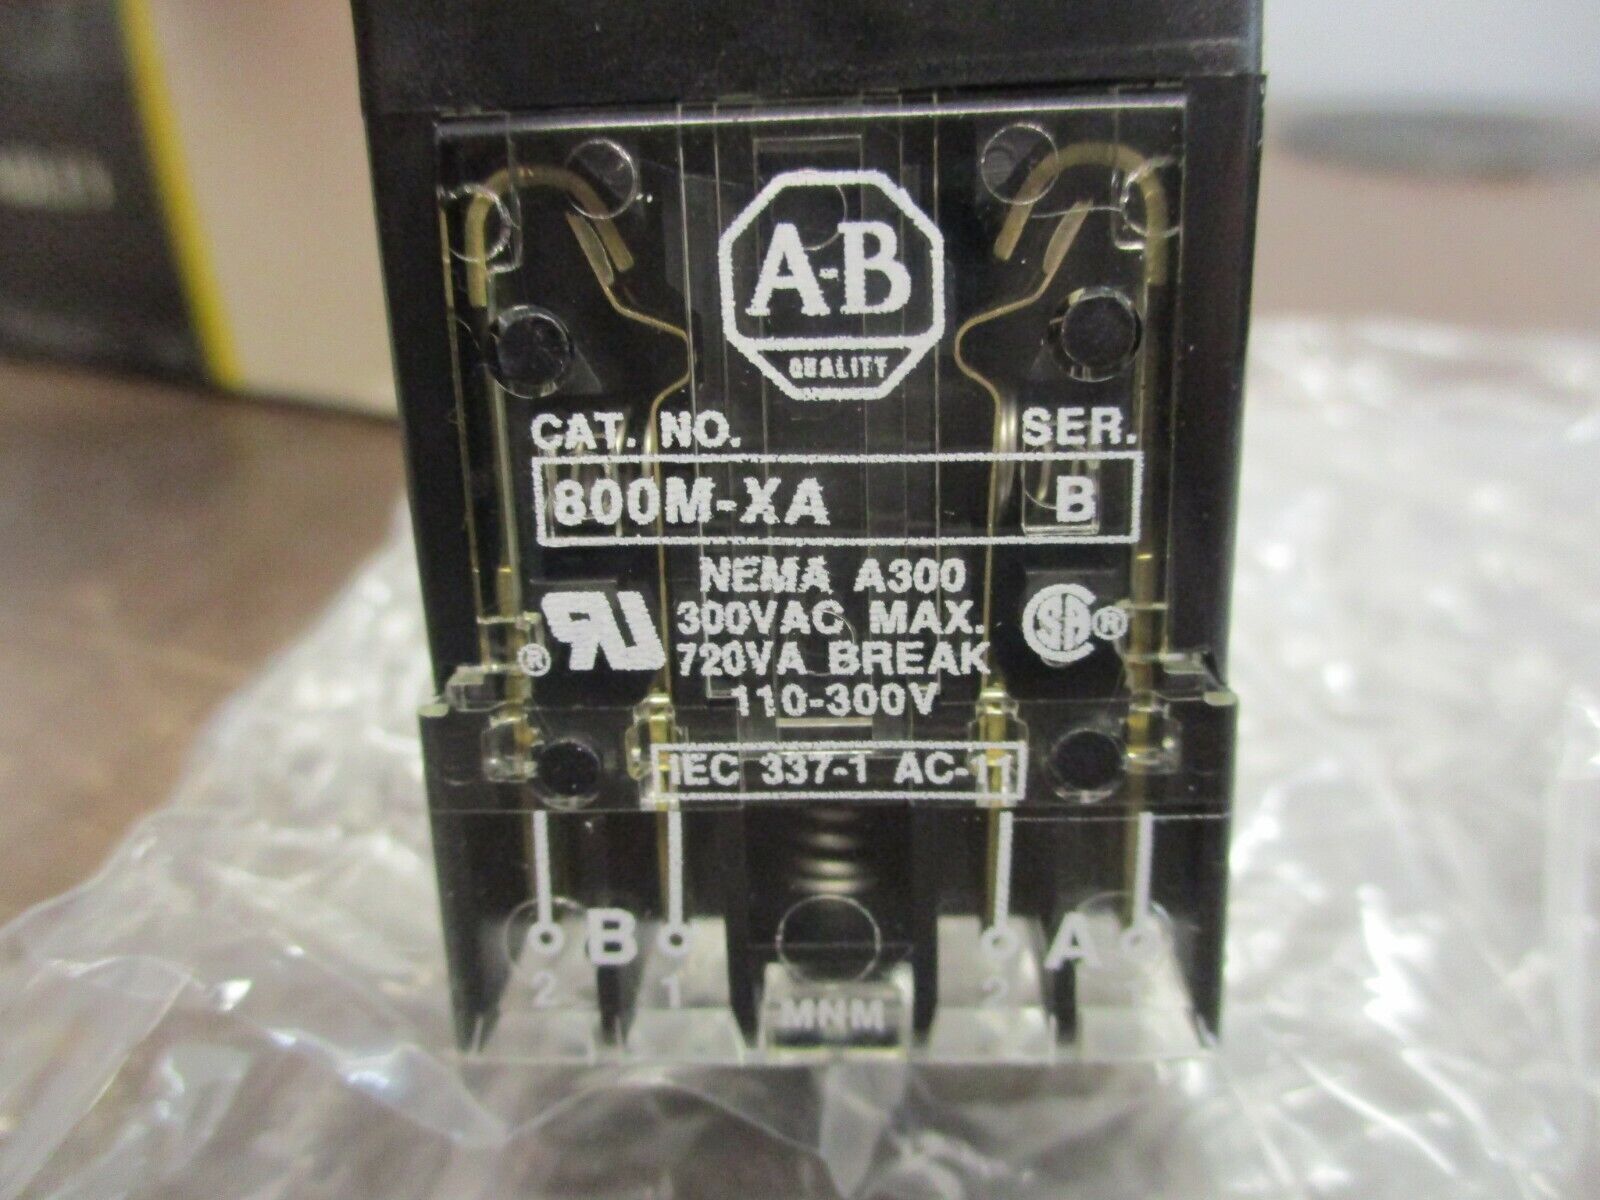 A-B
QUALITY
CAT. NO. SER.
800M-XA B
NEMA A300
300VAC MAX.
720VA BREAK
110-300V
IEC 337-1 AC-11
B A
2 1 2 1
MNM